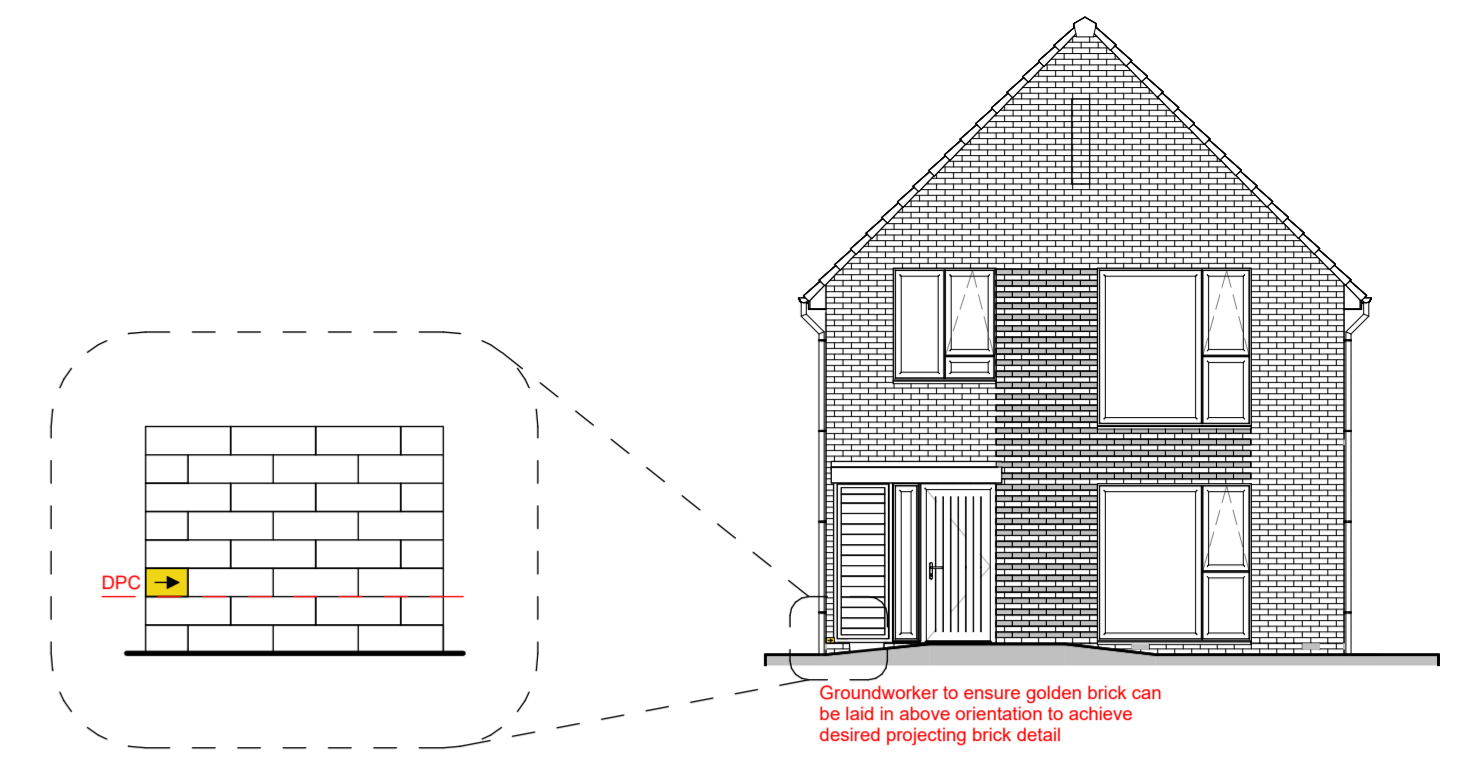 DPC
Groundworker to ensure golden brick can
be laid in above orientation to achieve
desired projecting brick detail